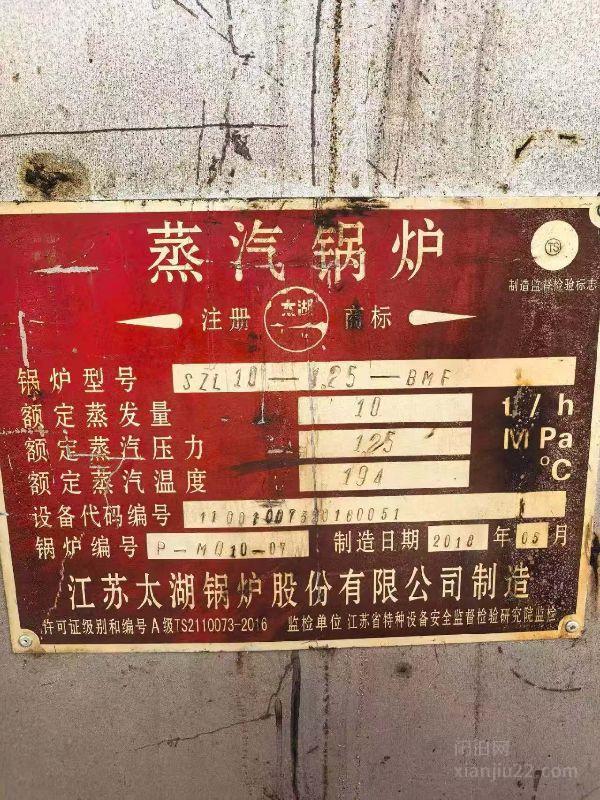 蒸汽锅炉
TS
制造监督检验标志
注册 太湖 商标
锅炉型号 SZL10-1.25-BMF
额定蒸发量 10 t/h
额定蒸汽压力 1.25 MPa
额定蒸汽温度 194 °C
设备代码编号
锅炉编号 制造日期 2018 年 05 月
江苏太湖锅炉股份有限公司制造
许可证级别和编号A级TS2110073-2016 监检单位 江苏省特种设备安全监督检验研究院监检
闲旧网
xianjiu22.com